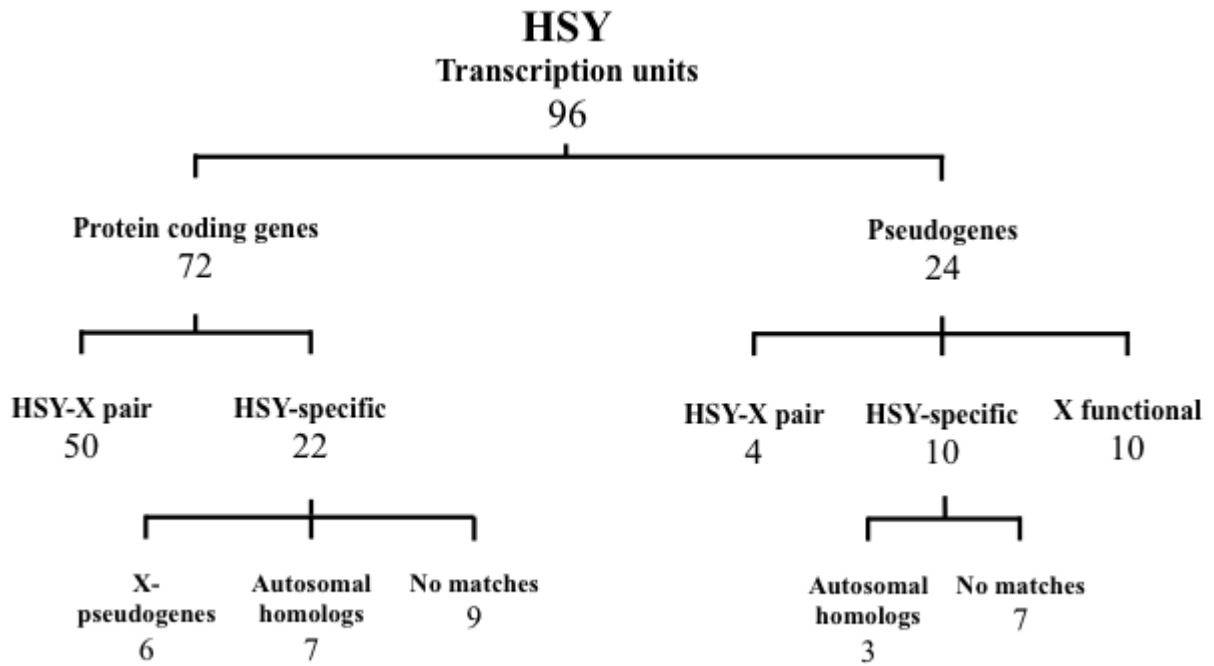 HSY
Transcription units
96
Protein coding genes
72
Pseudogenes
24
HSY-X pair
50
HSY-specific
22
HSY-X pair
4
HSY-specific
10
X functional
10
X-
pseudogenes
6
Autosomal
homologs
7
No matches
9
Autosomal
homologs
3
No matches
7